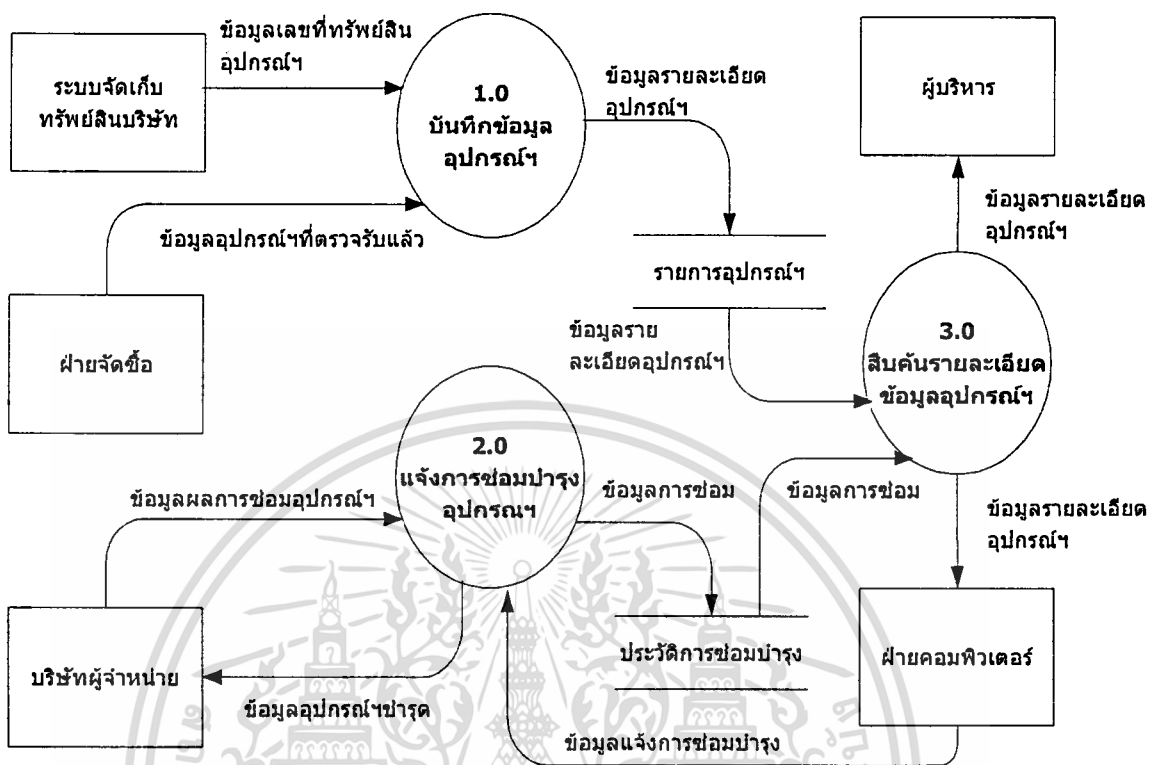 ข้อมูลเลขที่ทรัพย์สิน
อุปกรณ์ฯ
ระบบจัดเก็บ
ทรัพย์สินบริษัท
1.0
บันทึกข้อมูล
อุปกรณ์ฯ
ข้อมูลรายละเอียด
อุปกรณ์ฯ
ผู้บริหาร
ข้อมูลรายละเอียด
อุปกรณ์ฯ
ข้อมูลอุปกรณ์ฯที่ตรวจรับแล้ว
รายการอุปกรณ์ฯ
ฝ่ายจัดซื้อ
ข้อมูลราย
ละเอียดอุปกรณ์ฯ
3.0
สืบค้นรายละเอียด
ข้อมูลอุปกรณ์ฯ
2.0
แจ้งการซ่อมบำรุง
อุปกรณฯ
ข้อมูลผลการซ่อมอุปกรณ์ฯ
ข้อมูลการซ่อม
ข้อมูลการซ่อม
ข้อมูลรายละเอียด
อุปกรณ์ฯ
บริษัทผู้จำหน่าย
ประวัติการซ่อมบำรุง
ฝ่ายคอมพิวเตอร์
ข้อมูลอุปกรณ์ฯชำรุด
ข้อมูลแจ้งการซ่อมบำรุง